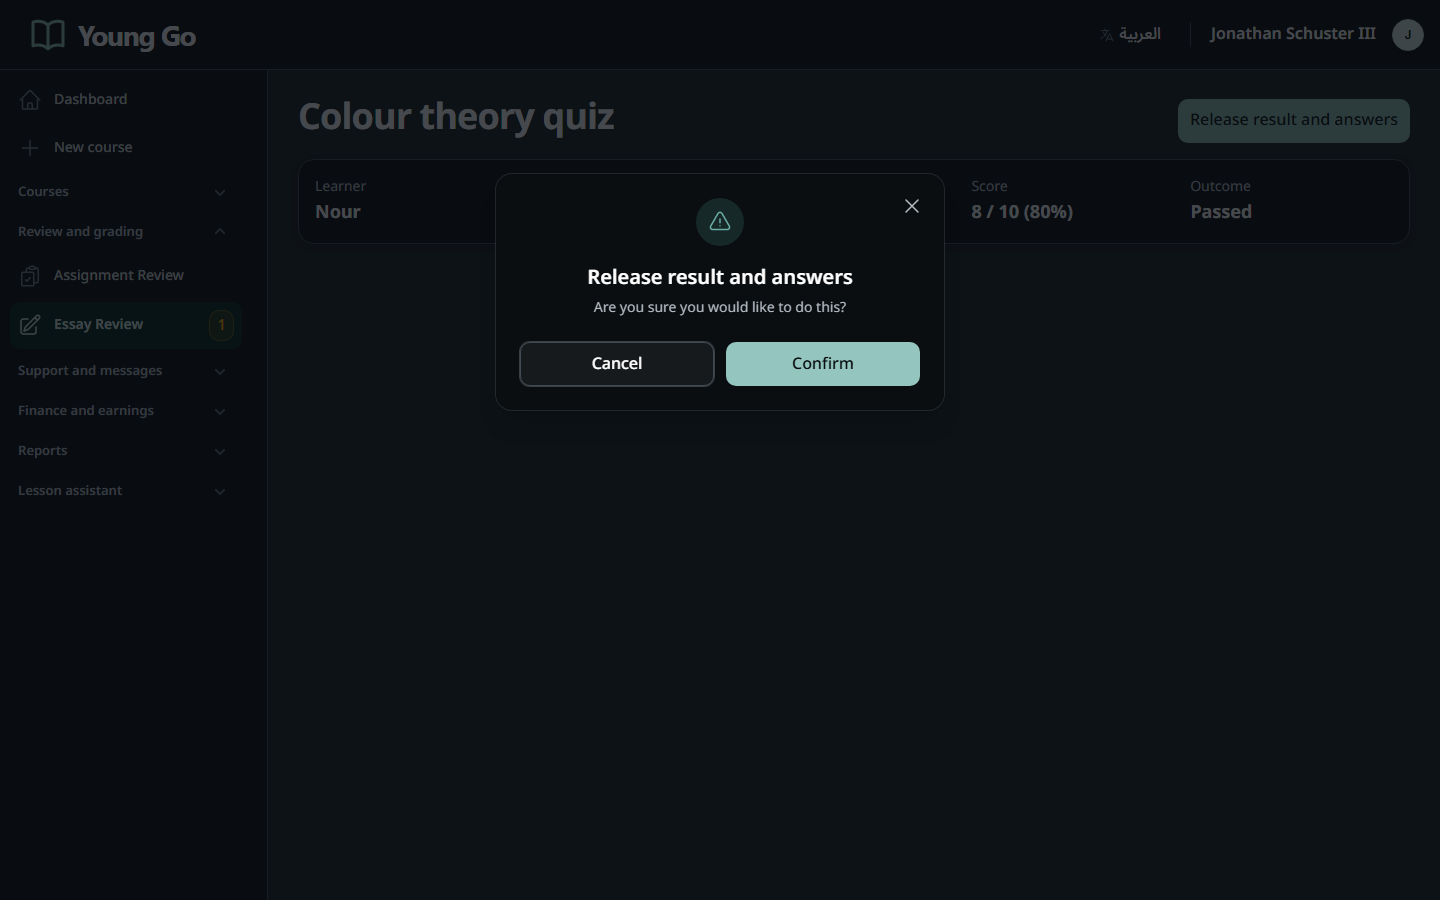 Young Go
العربية
Jonathan Schuster III
J
Dashboard
New course
Courses
Review and grading
Assignment Review
Essay Review
1
Support and messages
Finance and earnings
Reports
Lesson assistant
Colour theory quiz
Release result and answers
Learner
Nour
Score
8 / 10 (80%)
Outcome
Passed
Release result and answers
Are you sure you would like to do this?
Cancel
Confirm